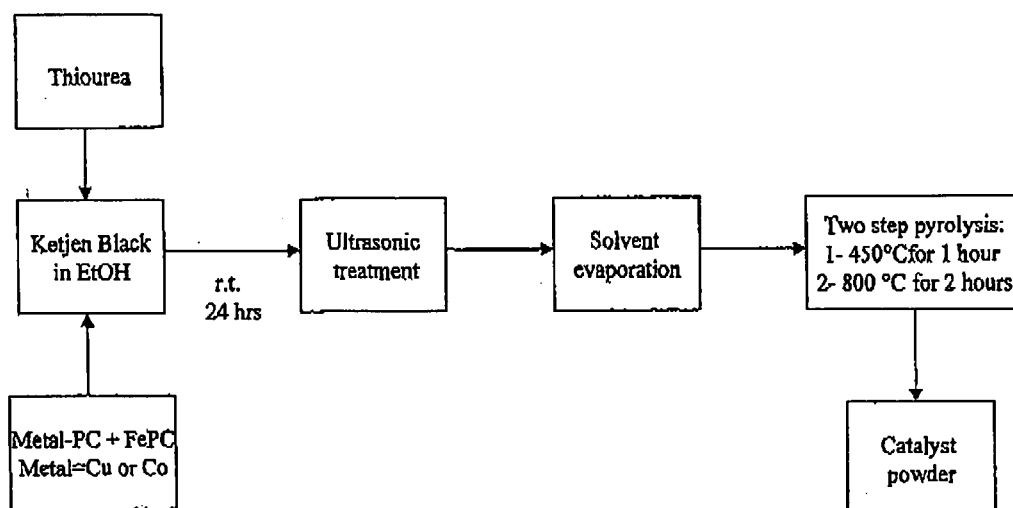 Thiourea
Ketjen Black
in EtOH
r.t.
24 hrs
Ultrasonic
treatment
Solvent
evaporation
Two step pyrolysis:
1- 450°Cfor 1 hour
2- 800 °C for 2 hours
Metal-PC + FePC
Metal=Cu or Co
Catalyst
powder